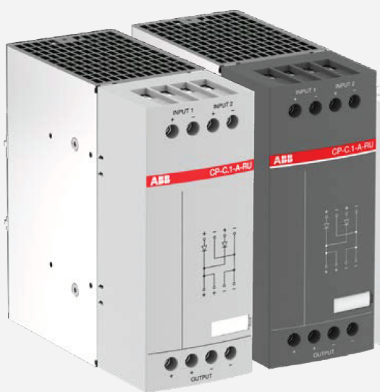 INPUT 1 INPUT 2
+ - + -
ABB CP-C.1-A-RU
+ + - -
OUTPUT
INPUT 1 INPUT 2
+ - + -
ABB CP-C.1-A-RU
+ + - -
OUTPUT